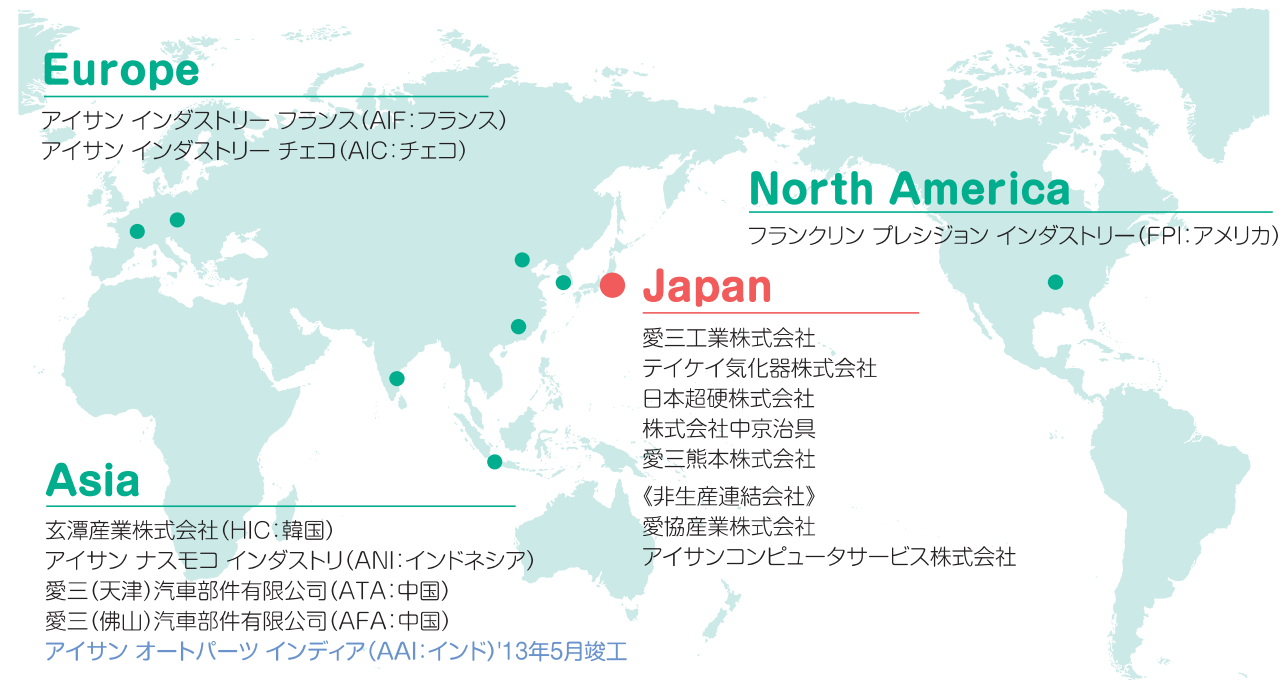 Europe
アイサン インダストリー フランス(AIF:フランス)
アイサン インダストリー チェコ(AIC:チェコ)
North America
フランクリン プレシジョン インダストリー(FPI:アメリカ)
Japan
愛三工業株式会社
テイケイ気化器株式会社
日本超硬株式会社
株式会社中京治具
愛三熊本株式会社
《非生産連結会社》
愛協産業株式会社
アイサンコンピュータサービス株式会社
Asia
玄潭産業株式会社(HIC:韓国)
アイサン ナスモコ インダストリ(ANI:インドネシア)
愛三(天津)汽車部件有限公司(ATA:中国)
愛三(佛山)汽車部件有限公司(AFA:中国)
アイサン オートパーツ インディア(AAI:インド)'13年5月竣工